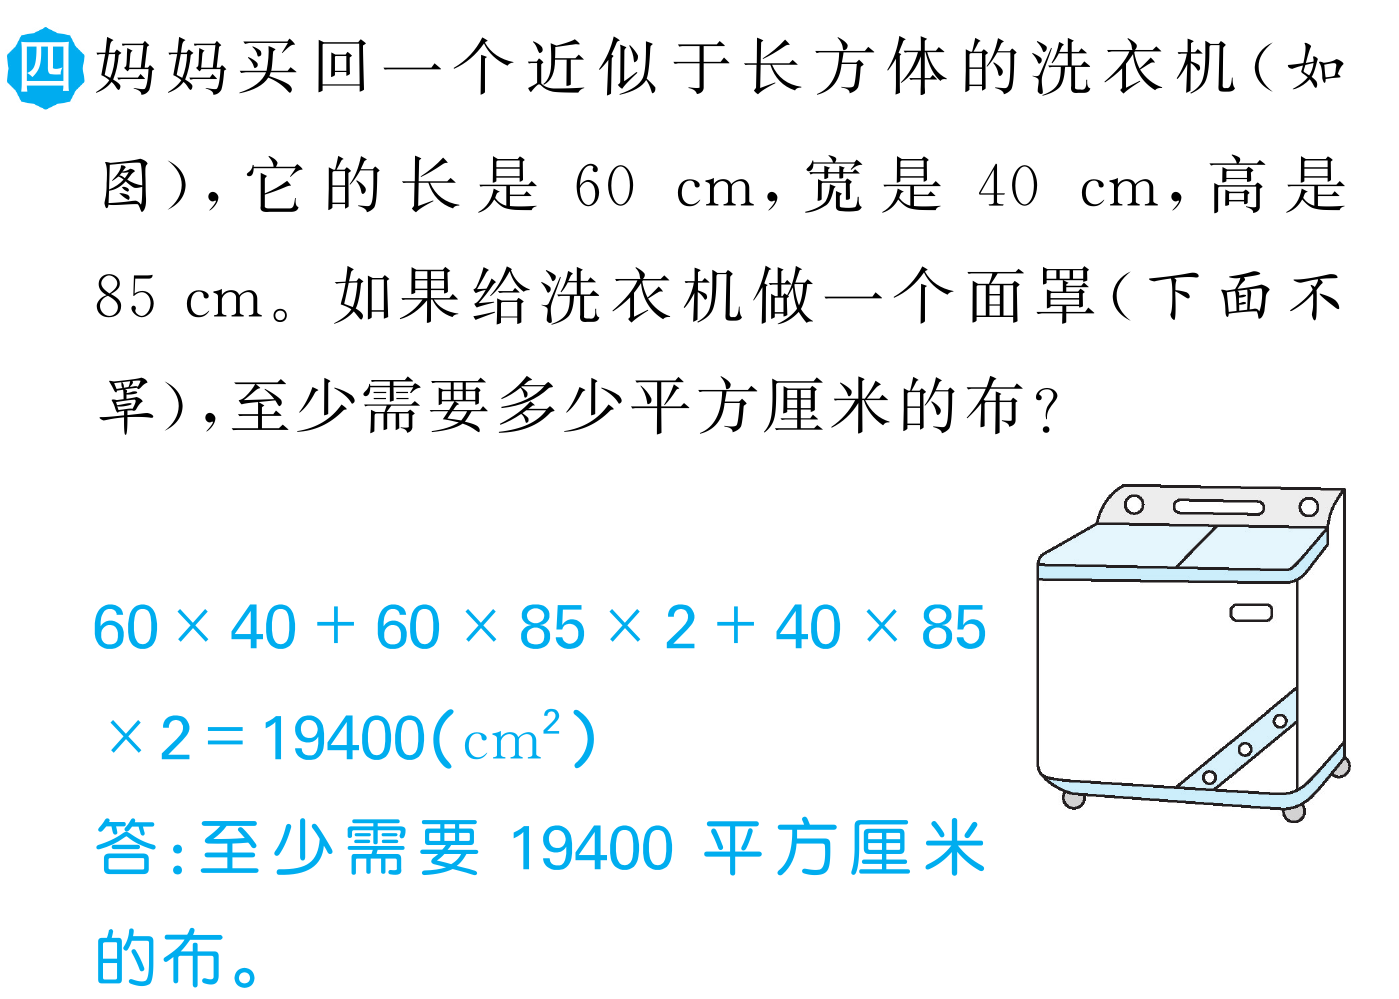 四 妈妈买回一个近似于长方体的洗衣机(如
图),它的长是 60 cm,宽是 40 cm,高是
85 cm。如果给洗衣机做一个面罩(下面不
罩),至少需要多少平方厘米的布?
60 × 40 + 60 × 85 × 2 + 40 × 85
× 2 = 19400(cm²)
答:至少需要 19400 平方厘米
的布。